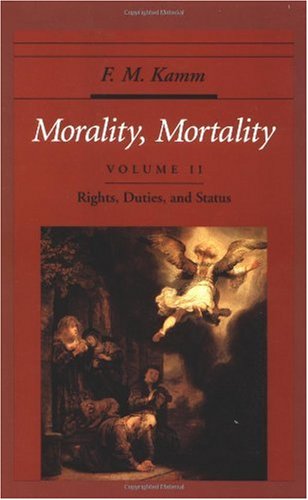 F. M. Kamm
Morality, Mortality
VOLUME II
Rights, Duties, and Status